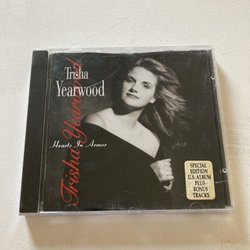 Trisha
Yearwood
Trisha Yearwood
Hearts In Armor
SPECIAL
EDITION
U.S. ALBUM
PLUS
BONUS
TRACKS